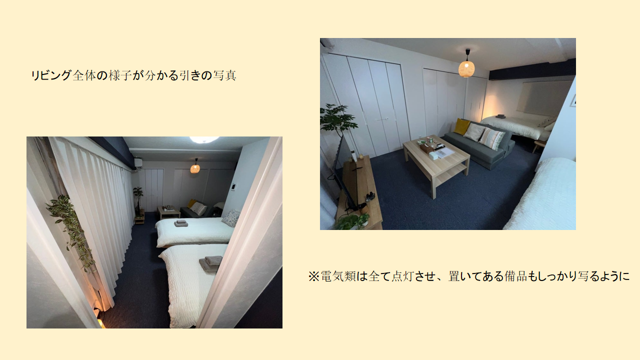 リビング全体の様子が分かる引きの写真
※電気類は全て点灯させ、置いてある備品もしっかり写るように